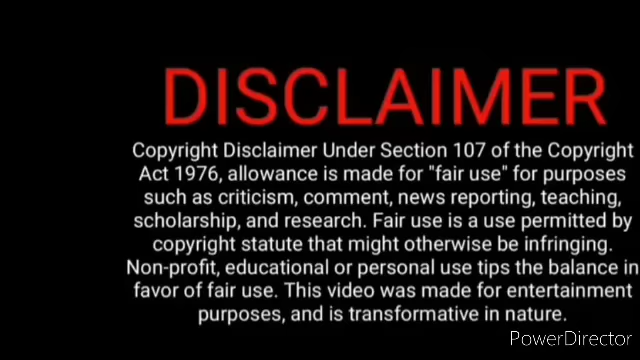 DISCLAIMER
Copyright Disclaimer Under Section 107 of the Copyright
Act 1976, allowance is made for "fair use" for purposes
such as criticism, comment, news reporting, teaching,
scholarship, and research. Fair use is a use permitted by
copyright statute that might otherwise be infringing.
Non-profit, educational or personal use tips the balance in
favor of fair use. This video was made for entertainment
purposes, and is transformative in nature.
PowerDirector